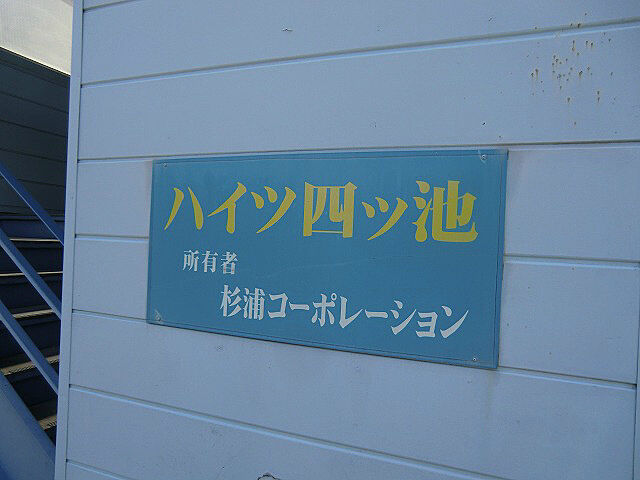 ハイツ四ッ池
所有者
杉浦コーポレーション